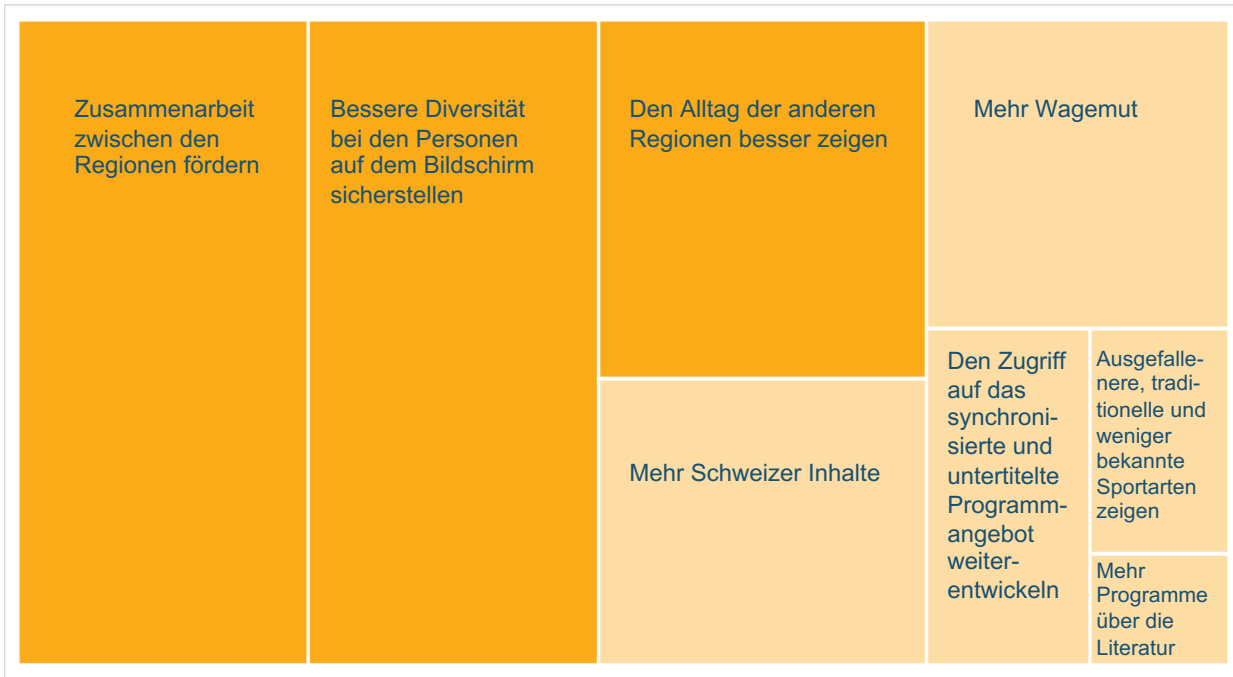 Zusammenarbeit
zwischen den
Regionen fördern
Bessere Diversität
bei den Personen
auf dem Bildschirm
sicherstellen
Den Alltag der anderen
Regionen besser zeigen
Mehr Schweizer Inhalte
Mehr Wagemut
Den Zugriff
auf das
synchroni-
sierte und
untertitelte
Programm-
angebot
weiter-
entwickeln
Ausgefalle-
nere, tradi-
tionelle und
weniger
bekannte
Sportarten
zeigen
Mehr
Programme
über die
Literatur